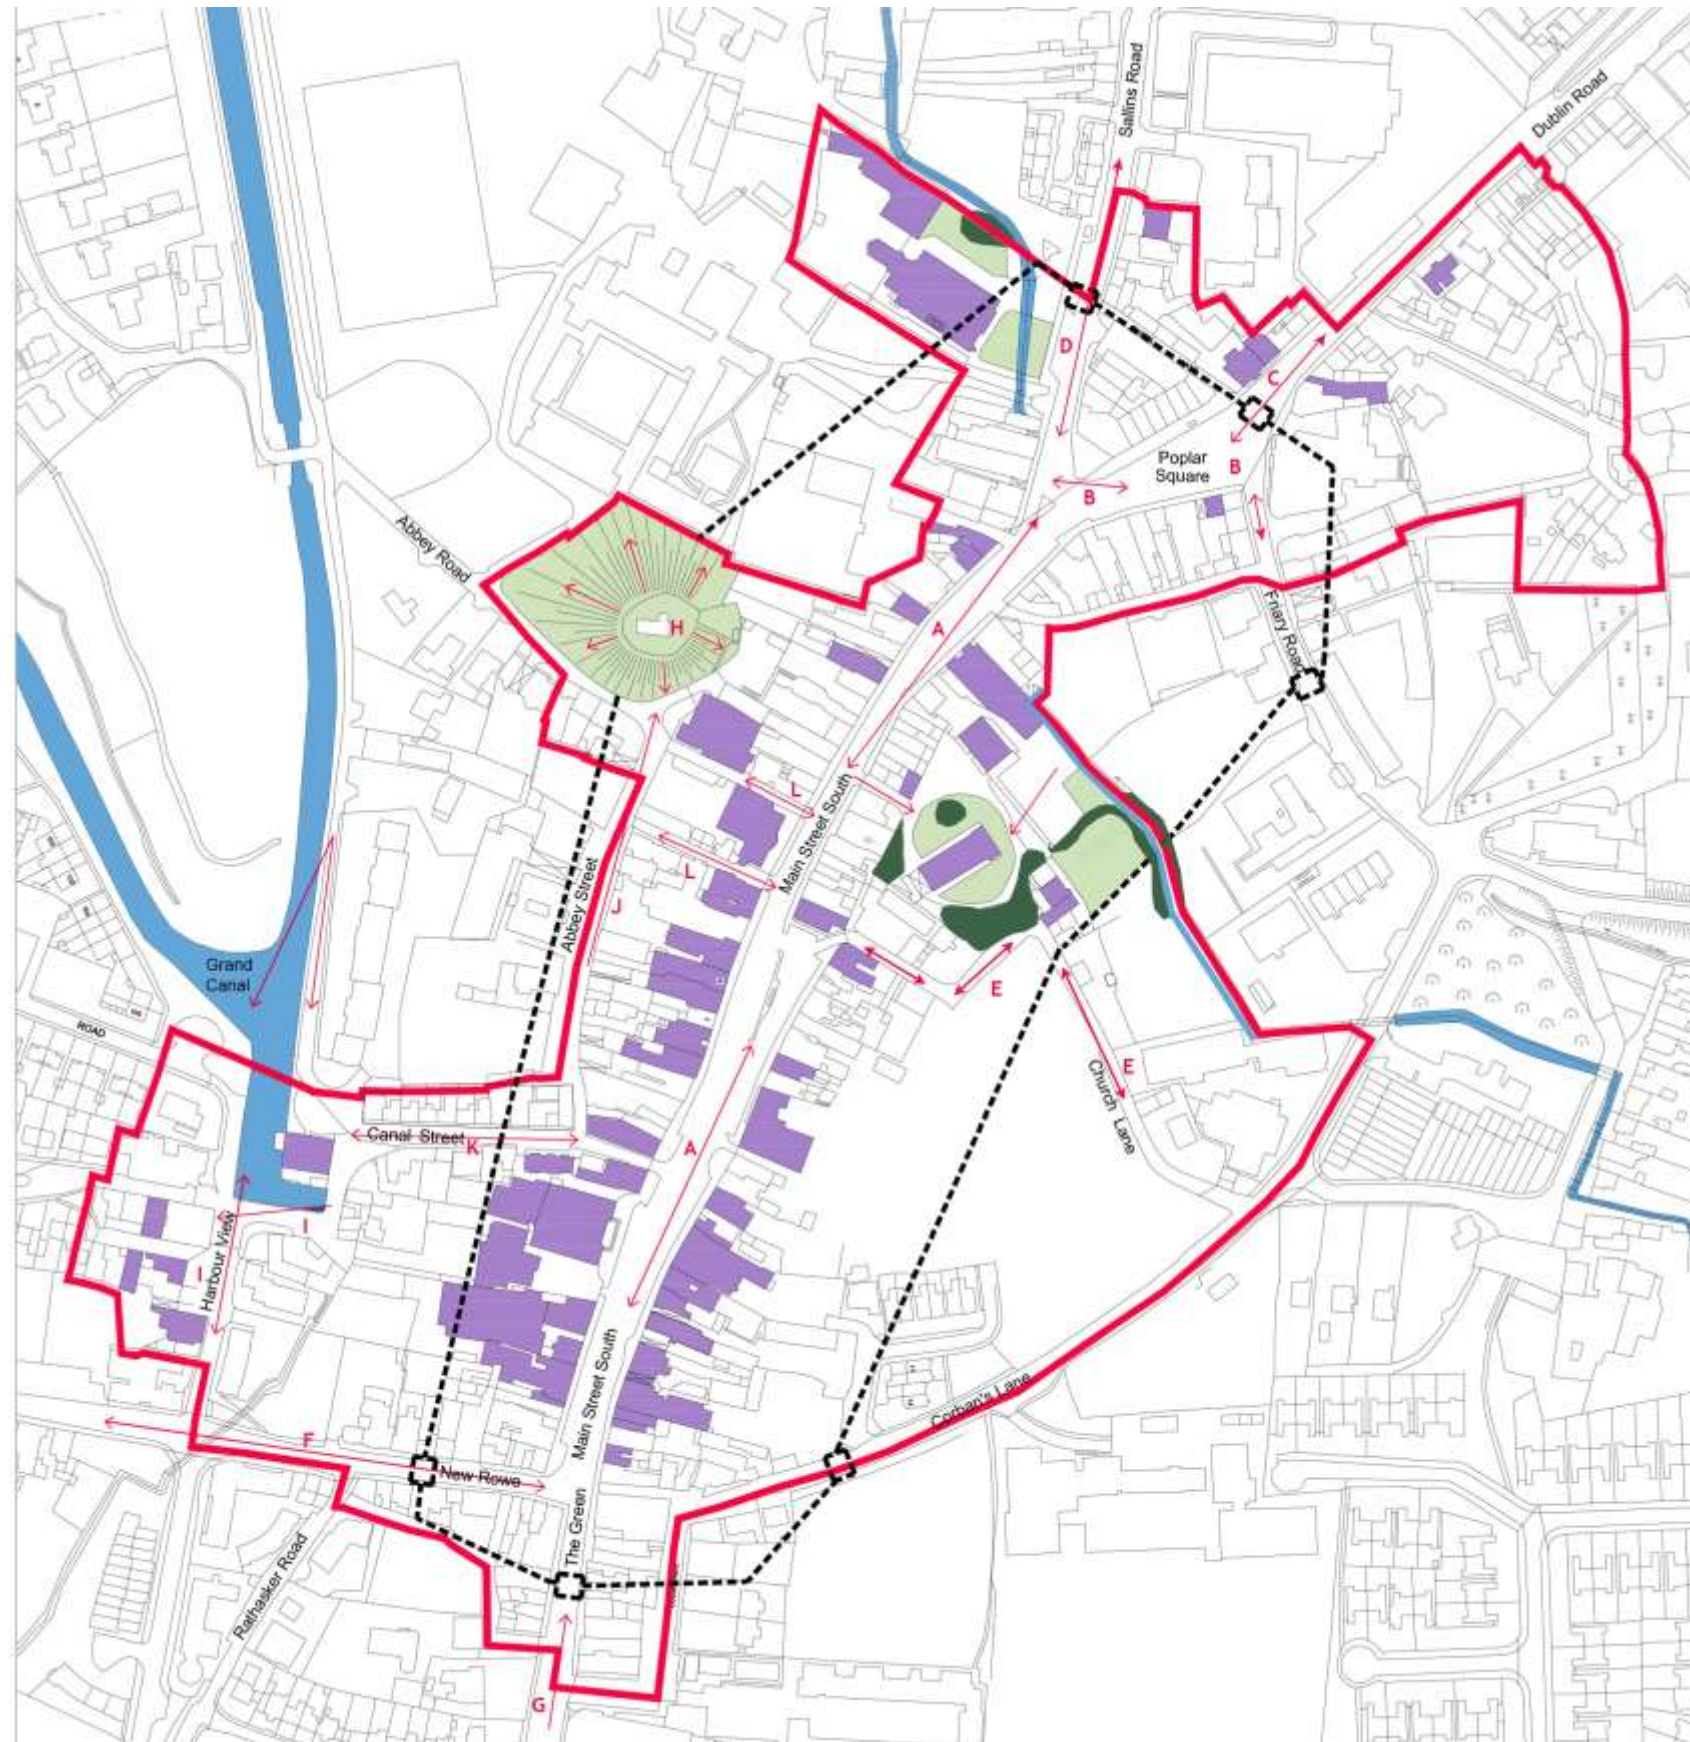 Sallins Road
Dublin Road
D
C
Poplar
Square
B
B
Abbey Road
A
H
Friary Road
L
Main Street South
L
Abbey Street
J
Grand
Canal
E
ROAD
E
Church Lane
Canal Street
K
A
I
Harbour View
I
Main Street South
Corban's Lane
F
New Rowe
The Green
Rathasker Road
G